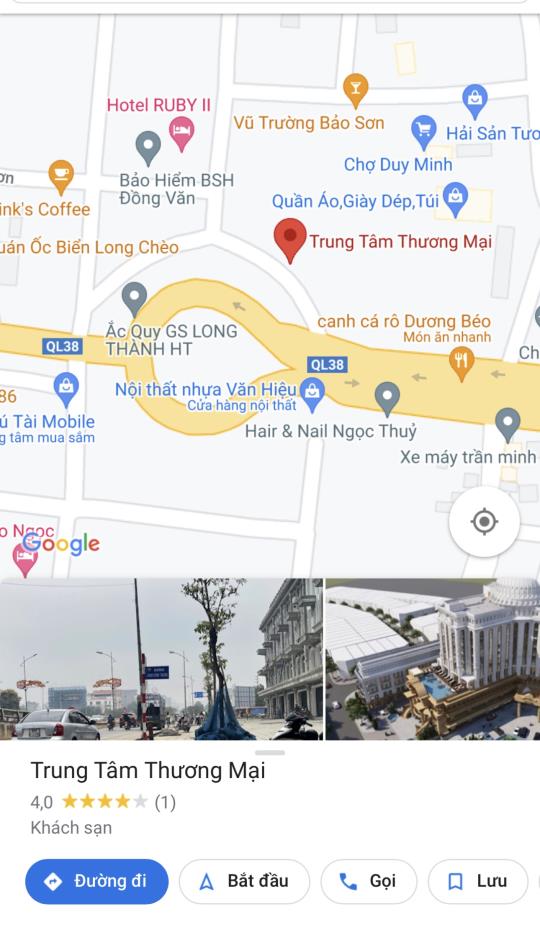 Hotel RUBY II
Vũ Trường Bảo Sơn
Hải Sản Tươ
Chợ Duy Minh
Bảo Hiểm BSH
Đồng Văn
ơn
ink's Coffee
Quần Áo,Giày Dép,Túi
Trung Tâm Thương Mại
uán Ốc Biển Long Chèo
Ắc Quy GS LONG
THÀNH HT
canh cá rô Dương Béo
Món ăn nhanh
QL38
QL38
Ch
86
Nội thất nhựa Văn Hiệu
Cửa hàng nội thất
ú Tài Mobile
g tâm mua sắm
Hair & Nail Ngọc Thuỷ
Xe máy trần minh
o Ngọc
Google
Trung Tâm Thương Mại
4,0 (1)
Khách sạn
Đường đi
Bắt đầu
Gọi
Lưu